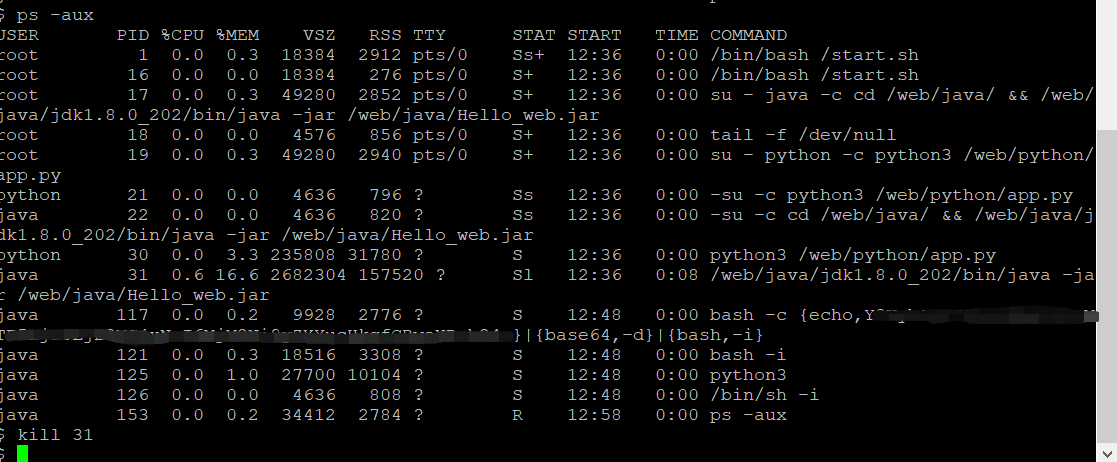 $ ps -aux
USER PID %CPU %MEM VSZ RSS TTY STAT START TIME COMMAND
root 1 0.0 0.3 18384 2912 pts/0 Ss+ 12:36 0:00 /bin/bash /start.sh
root 16 0.0 0.0 18384 276 pts/0 S+ 12:36 0:00 /bin/bash /start.sh
root 17 0.0 0.3 49280 2852 pts/0 S+ 12:36 0:00 su - java -c cd /web/java/ && /web/
java/jdk1.8.0_202/bin/java -jar /web/java/Hello_web.jar
root 18 0.0 0.0 4576 856 pts/0 S+ 12:36 0:00 tail -f /dev/null
root 19 0.0 0.3 49280 2940 pts/0 S+ 12:36 0:00 su - python -c python3 /web/python/
app.py
python 21 0.0 0.0 4636 796 ? Ss 12:36 0:00 -su -c python3 /web/python/app.py
java 22 0.0 0.0 4636 820 ? Ss 12:36 0:00 -su -c cd /web/java/ && /web/java/j
dk1.8.0_202/bin/java -jar /web/java/Hello_web.jar
python 30 0.0 3.3 235808 31780 ? S 12:36 0:00 python3 /web/python/app.py
java 31 0.6 16.6 2682304 157520 ? Sl 12:36 0:08 /web/java/jdk1.8.0_202/bin/java -ja
r /web/java/Hello_web.jar
java 117 0.0 0.2 9928 2776 ? S 12:48 0:00 bash -c {echo,
}|{base64,-d}|{bash,-i}
java 121 0.0 0.3 18516 3308 ? S 12:48 0:00 bash -i
java 125 0.0 1.0 27700 10104 ? S 12:48 0:00 python3
java 126 0.0 0.0 4636 808 ? S 12:48 0:00 /bin/sh -i
java 153 0.0 0.2 34412 2784 ? R 12:58 0:00 ps -aux
$ kill 31
$